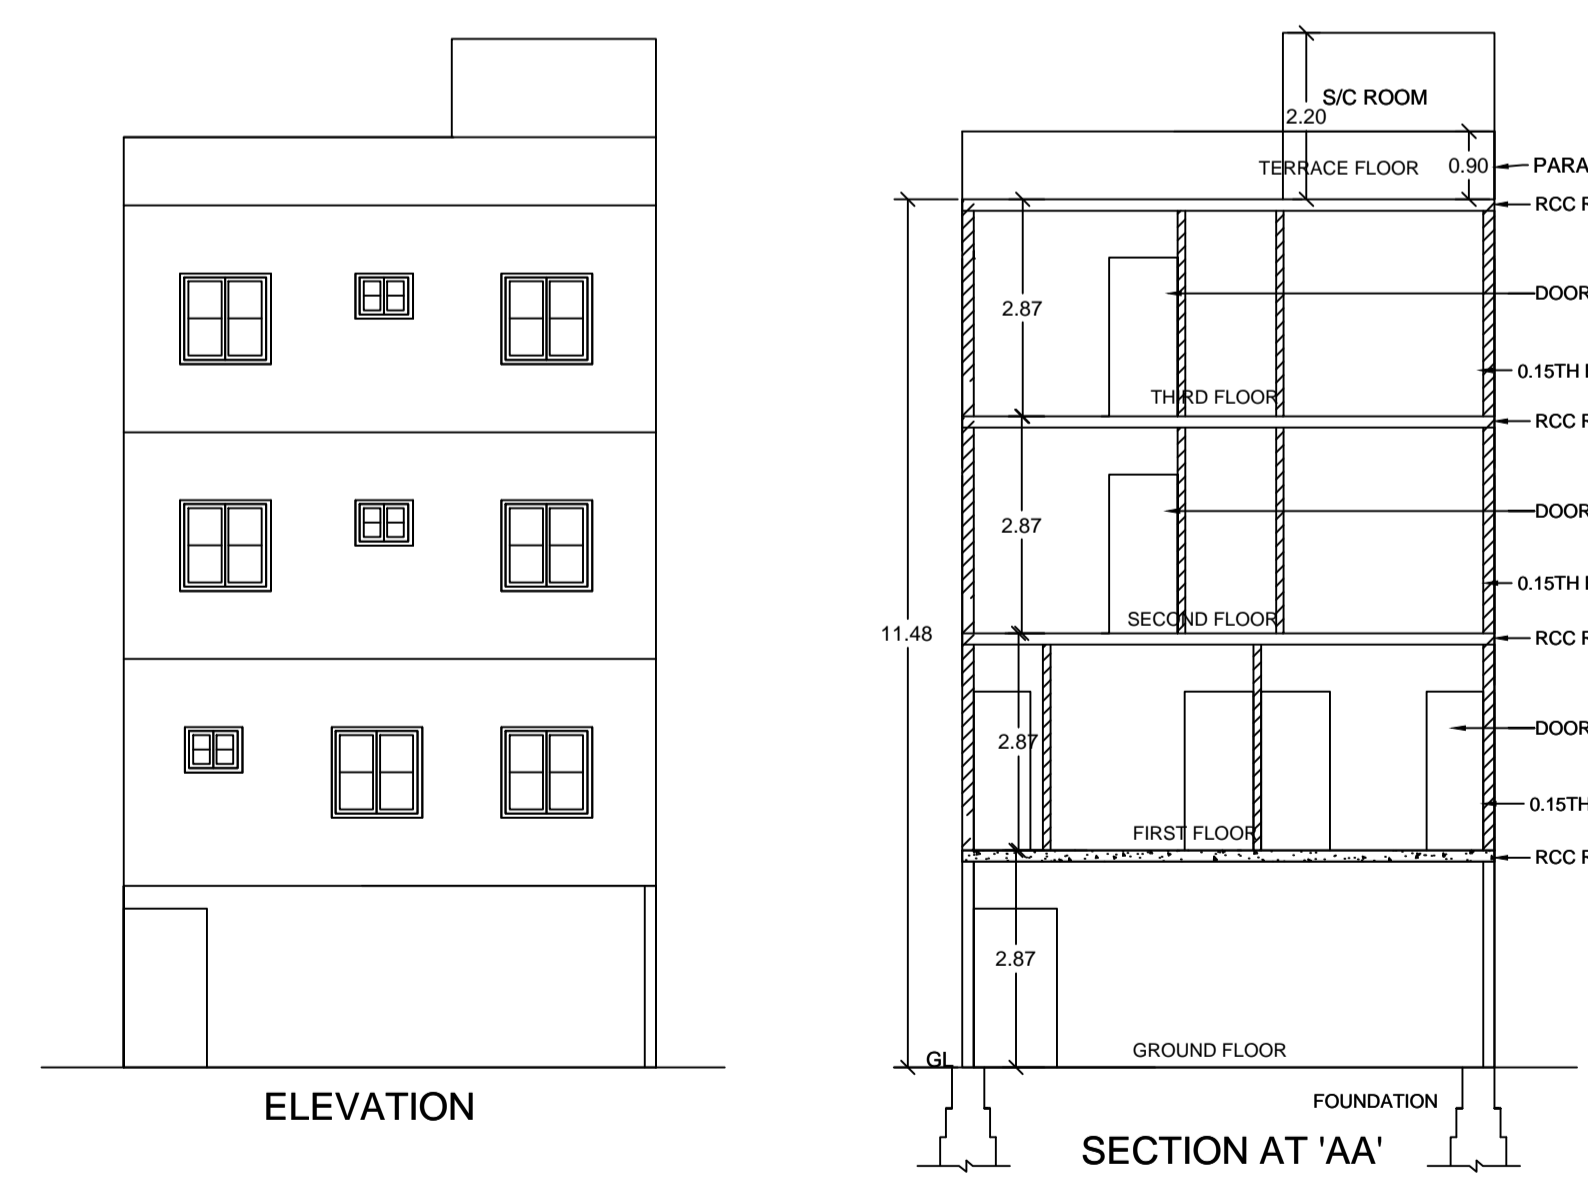 S/C ROOM
2.20
TERRACE FLOOR
0.90
PARA
RCC R
2.87
DOOR
0.15TH
THIRD FLOOR
RCC R
2.87
DOOR
0.15TH
SECOND FLOOR
11.48
RCC R
2.87
DOOR
0.15TH
FIRST FLOOR
RCC R
2.87
GROUND FLOOR
GL
FOUNDATION
ELEVATION
SECTION AT 'AA'